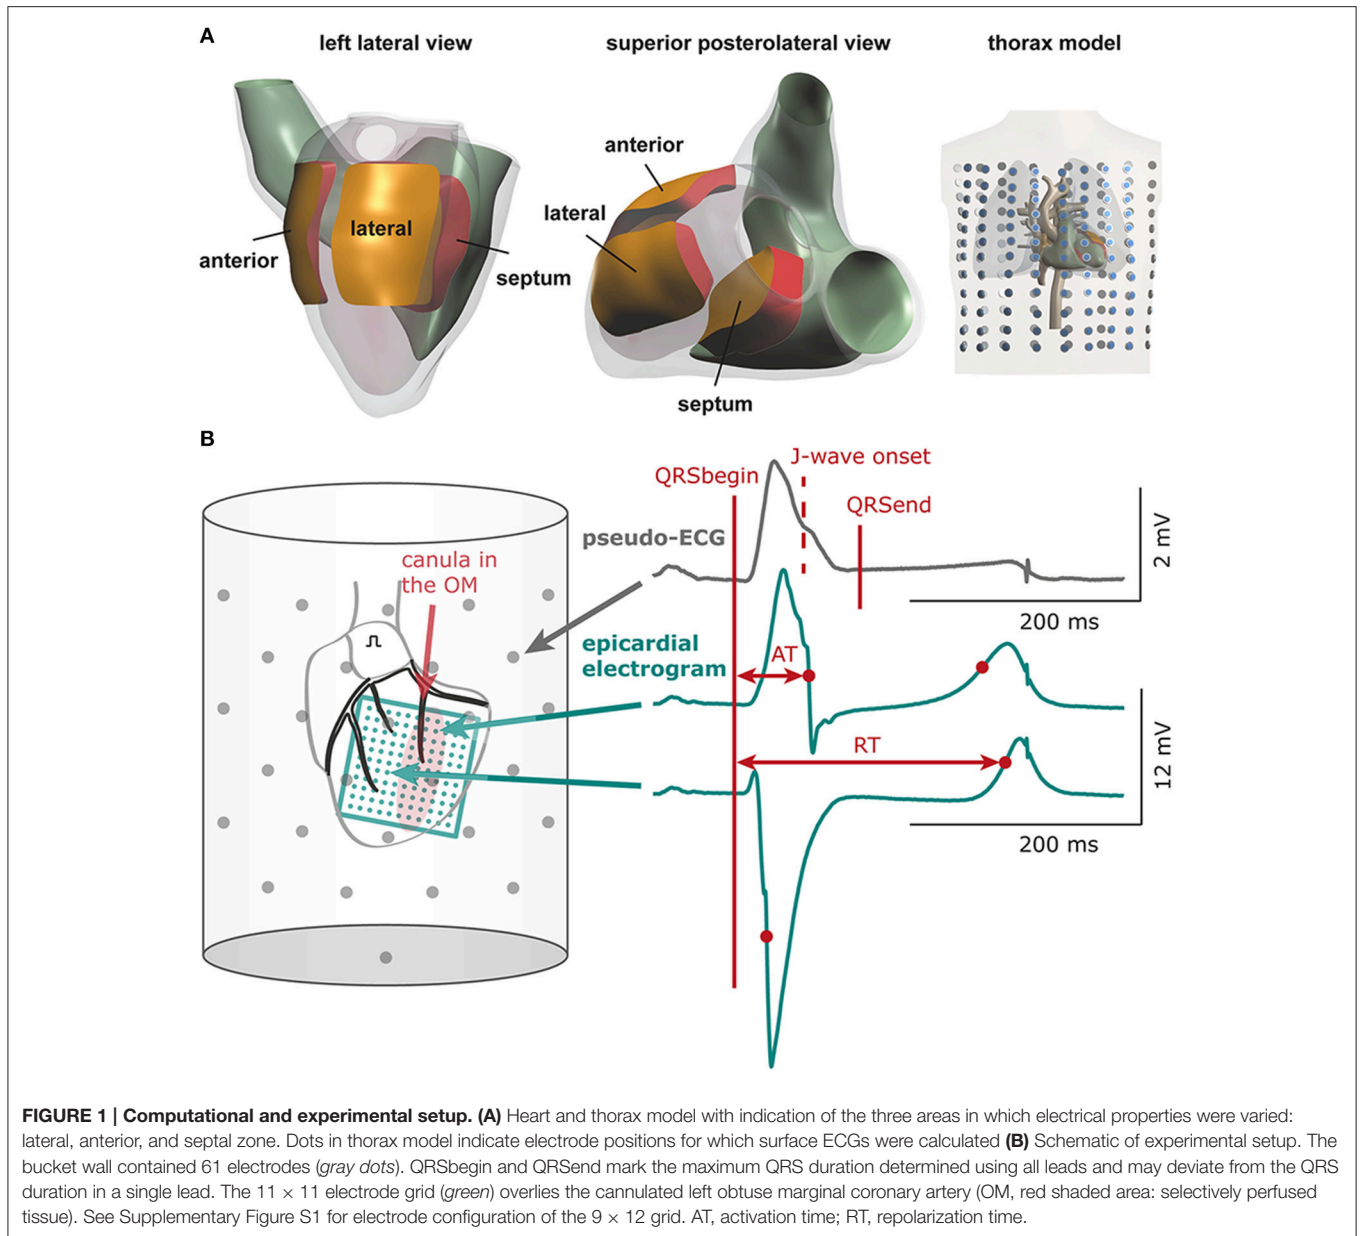 A
left lateral view
superior posterolateral view
thorax model
anterior
lateral
septum
anterior
lateral
septum
B
QRSbegin
J-wave onset
QRSend
pseudo-ECG
2 mV
200 ms
canula in
the OM
epicardial
electrogram
AT
RT
12 mV
200 ms
FIGURE 1 | Computational and experimental setup. (A) Heart and thorax model with indication of the three areas in which electrical properties were varied:
lateral, anterior, and septal zone. Dots in thorax model indicate electrode positions for which surface ECGs were calculated (B) Schematic of experimental setup. The
bucket wall contained 61 electrodes (gray dots). QRSbegin and QRSend mark the maximum QRS duration determined using all leads and may deviate from the QRS
duration in a single lead. The 11 × 11 electrode grid (green) overlies the cannulated left obtuse marginal coronary artery (OM, red shaded area: selectively perfused
tissue). See Supplementary Figure S1 for electrode configuration of the 9 × 12 grid. AT, activation time; RT, repolarization time.